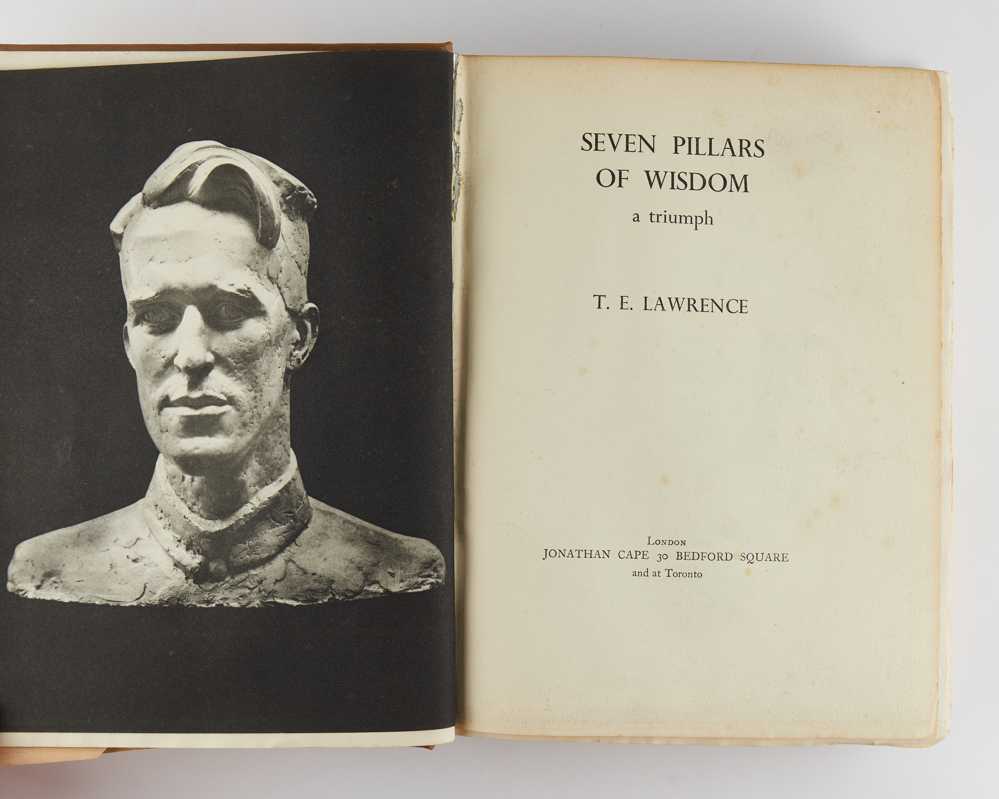 SEVEN PILLARS
OF WISDOM
a triumph
T. E. LAWRENCE
London
JONATHAN CAPE 30 BEDFORD SQUARE
and at Toronto